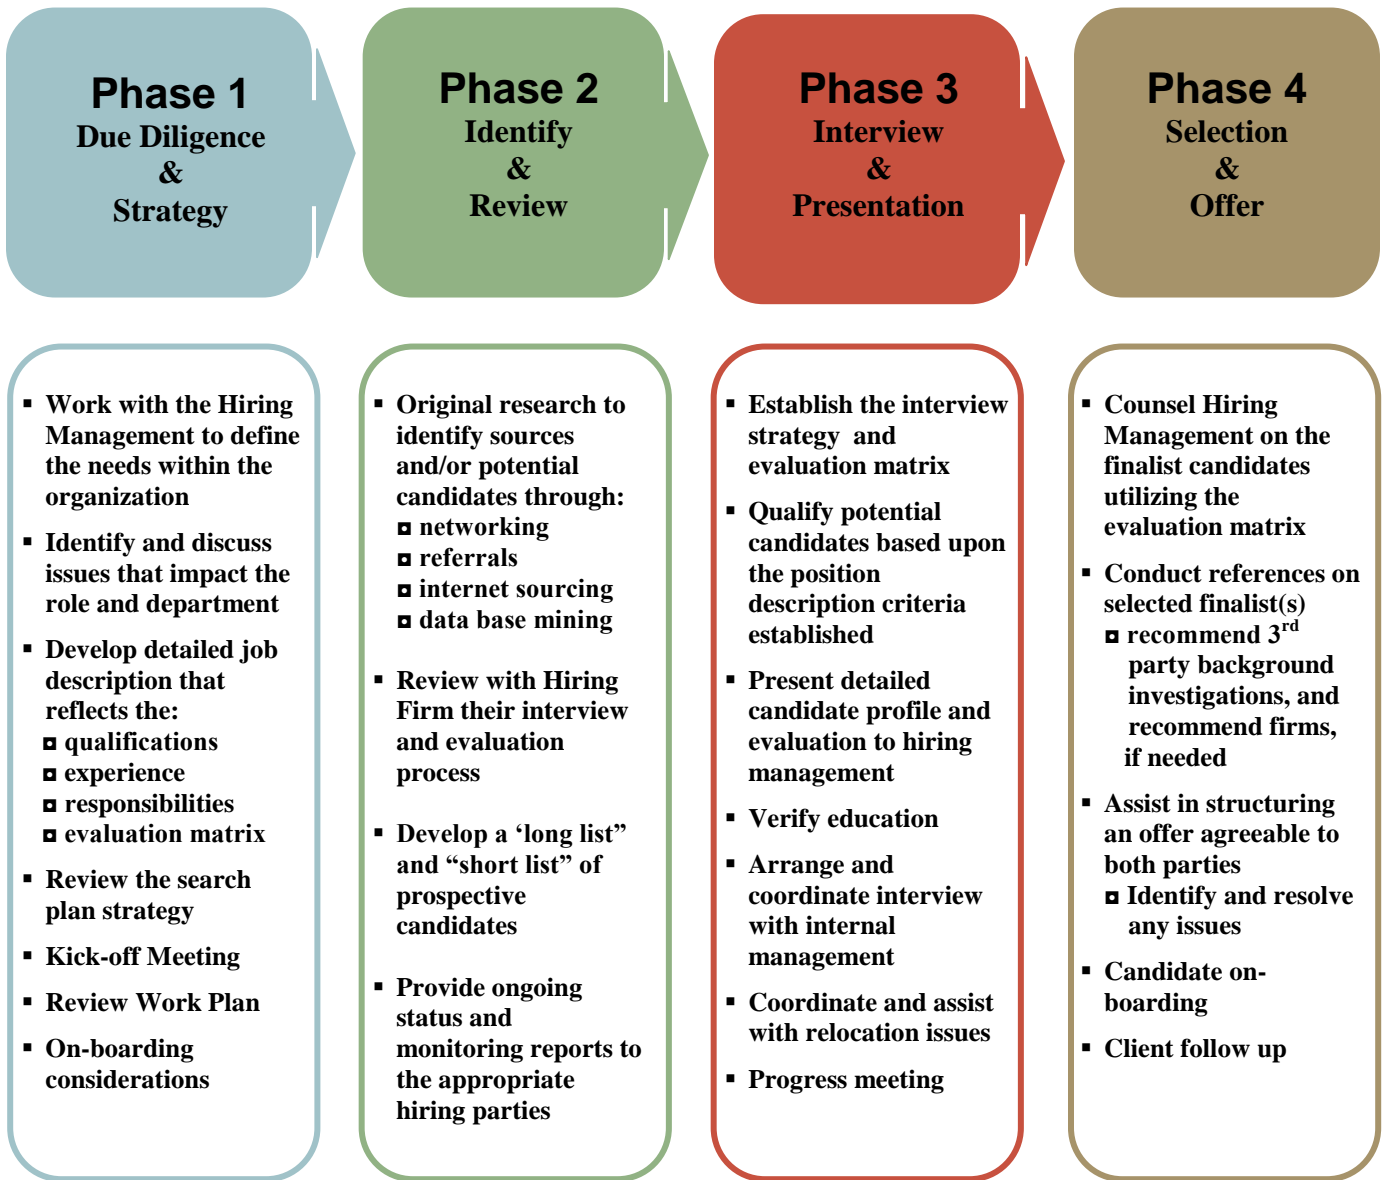 Phase 1
Due Diligence
&
Strategy
Phase 2
Identify
&
Review
Phase 3
Interview
&
Presentation
Phase 4
Selection
&
Offer
▪ Work with the Hiring
Management to define
the needs within the
organization
▪ Identify and discuss
issues that impact the
role and department
▪ Develop detailed job
description that
reflects the:
◘ qualifications
◘ experience
◘ responsibilities
◘ evaluation matrix
▪ Review the search
plan strategy
▪ Kick-off Meeting
▪ Review Work Plan
▪ On-boarding
considerations
▪ Original research to
identify sources
and/or potential
candidates through:
◘ networking
◘ referrals
◘ internet sourcing
◘ data base mining
▪ Review with Hiring
Firm their interview
and evaluation
process
▪ Develop a ‘long list”
and “short list” of
prospective
candidates
▪ Provide ongoing
status and
monitoring reports to
the appropriate
hiring parties
▪ Establish the interview
strategy and
evaluation matrix
▪ Qualify potential
candidates based upon
the position
description criteria
established
▪ Present detailed
candidate profile and
evaluation to hiring
management
▪ Verify education
▪ Arrange and
coordinate interview
with internal
management
▪ Coordinate and assist
with relocation issues
▪ Progress meeting
▪ Counsel Hiring
Management on the
finalist candidates
utilizing the
evaluation matrix
▪ Conduct references on
selected finalist(s)
◘ recommend 3rd
party background
investigations, and
recommend firms,
if needed
▪ Assist in structuring
an offer agreeable to
both parties
◘ Identify and resolve
any issues
▪ Candidate on-
boarding
▪ Client follow up